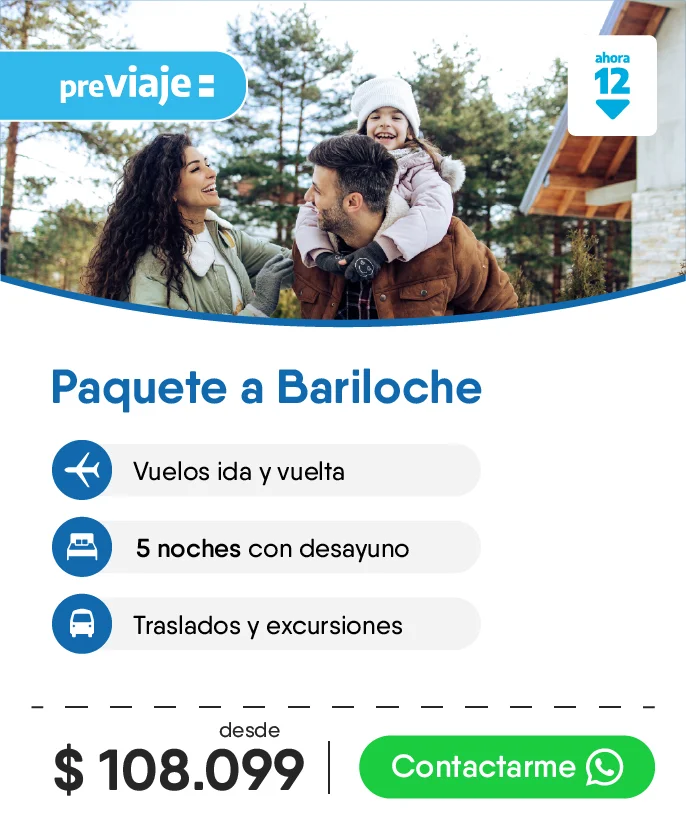 preViaje
ahora
12
Paquete a Bariloche
Vuelos ida y vuelta
5 noches con desayuno
Traslados y excursiones
desde
$ 108.099
Contactarme